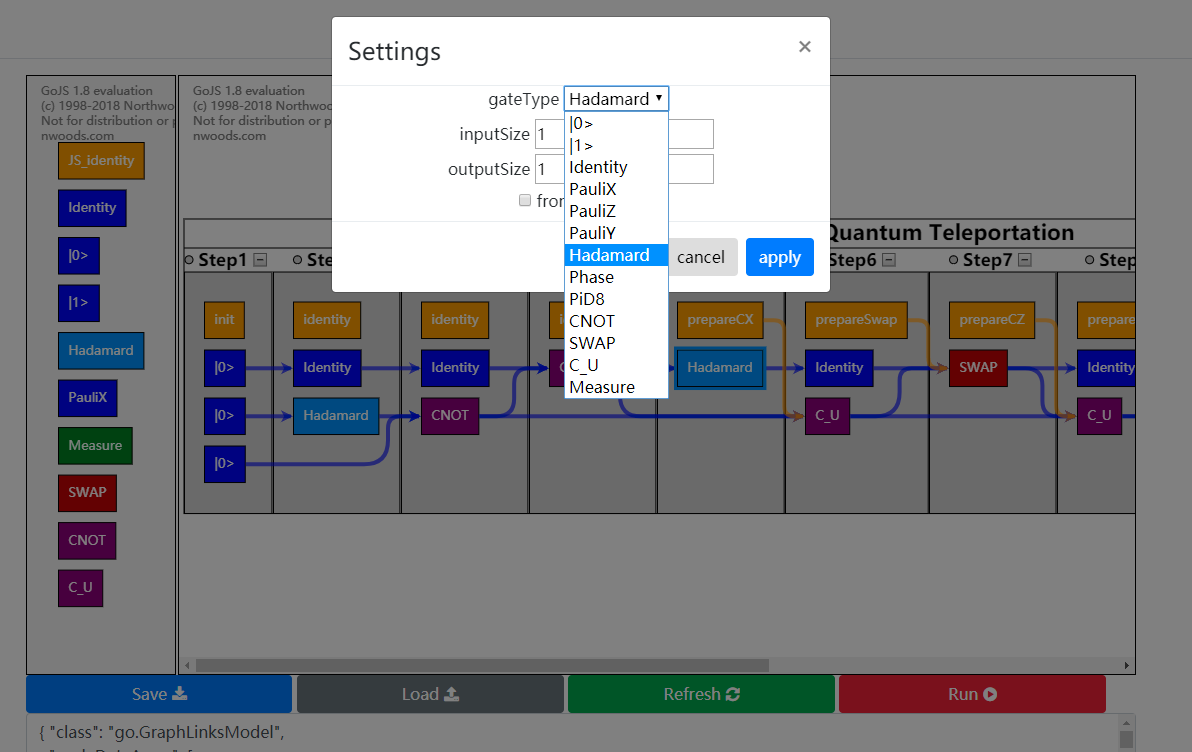 Settings
×
gateType Hadamard
inputSize 1
outputSize 1
|0>
|1>
Identity
PauliX
PauliZ
PauliY
Hadamard
Phase
PiD8
CNOT
SWAP
C_U
Measure
cancel
apply
GoJS 1.8 evaluation
(c) 1998-2018 Northwo
Not for distribution or p
nwoods.com
JS_identity
Identity
|0>
|1>
Hadamard
PauliX
Measure
SWAP
CNOT
C_U
GoJS 1.8 evaluation
(c) 1998-2018 Northwo
Not for distribution or p
nwoods.com
Quantum Teleportation
Step1
Ste
Step6
Step7
Step
init
identity
identity
prepareCX
prepareSwap
prepareCZ
prepare
|0>
Identity
Identity
Hadamard
Identity
SWAP
Identity
|0>
Hadamard
CNOT
C_U
C_U
|0>
Save
Load
Refresh
Run
{ "class": "go.GraphLinksModel",